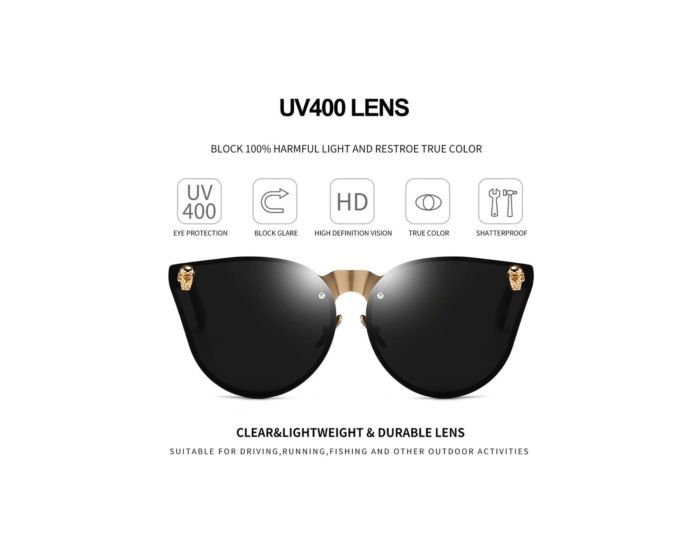 UV400 LENS
BLOCK 100% HARMFUL LIGHT AND RESTROE TRUE COLOR
UV
400
HD
EYE PROTECTION BLOCK GLARE HIGH DEFINITION VISION TRUE COLOR SHATTERPROOF
CLEAR&LIGHTWEIGHT & DURABLE LENS
SUITABLE FOR DRIVING,RUNNING,FISHING AND OTHER OUTDOOR ACTIVITIES